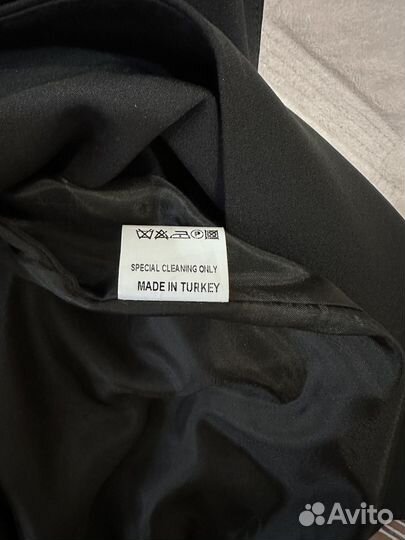 SPECIAL CLEANING ONLY
MADE IN TURKEY
Avito